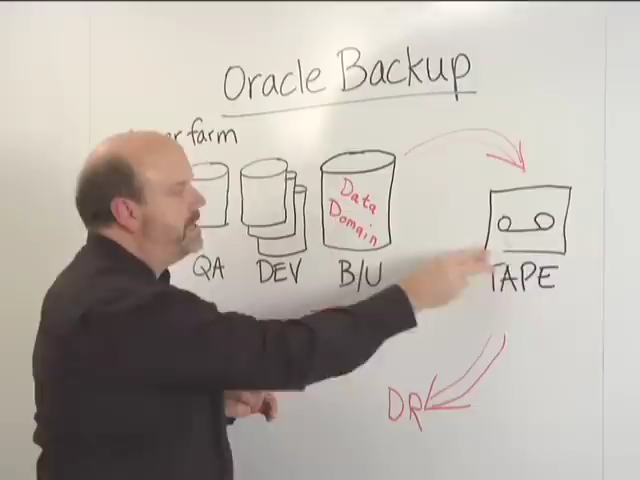 Oracle Backup
farm
Data
Domain
QA
DEV
B/U
TAPE
DR